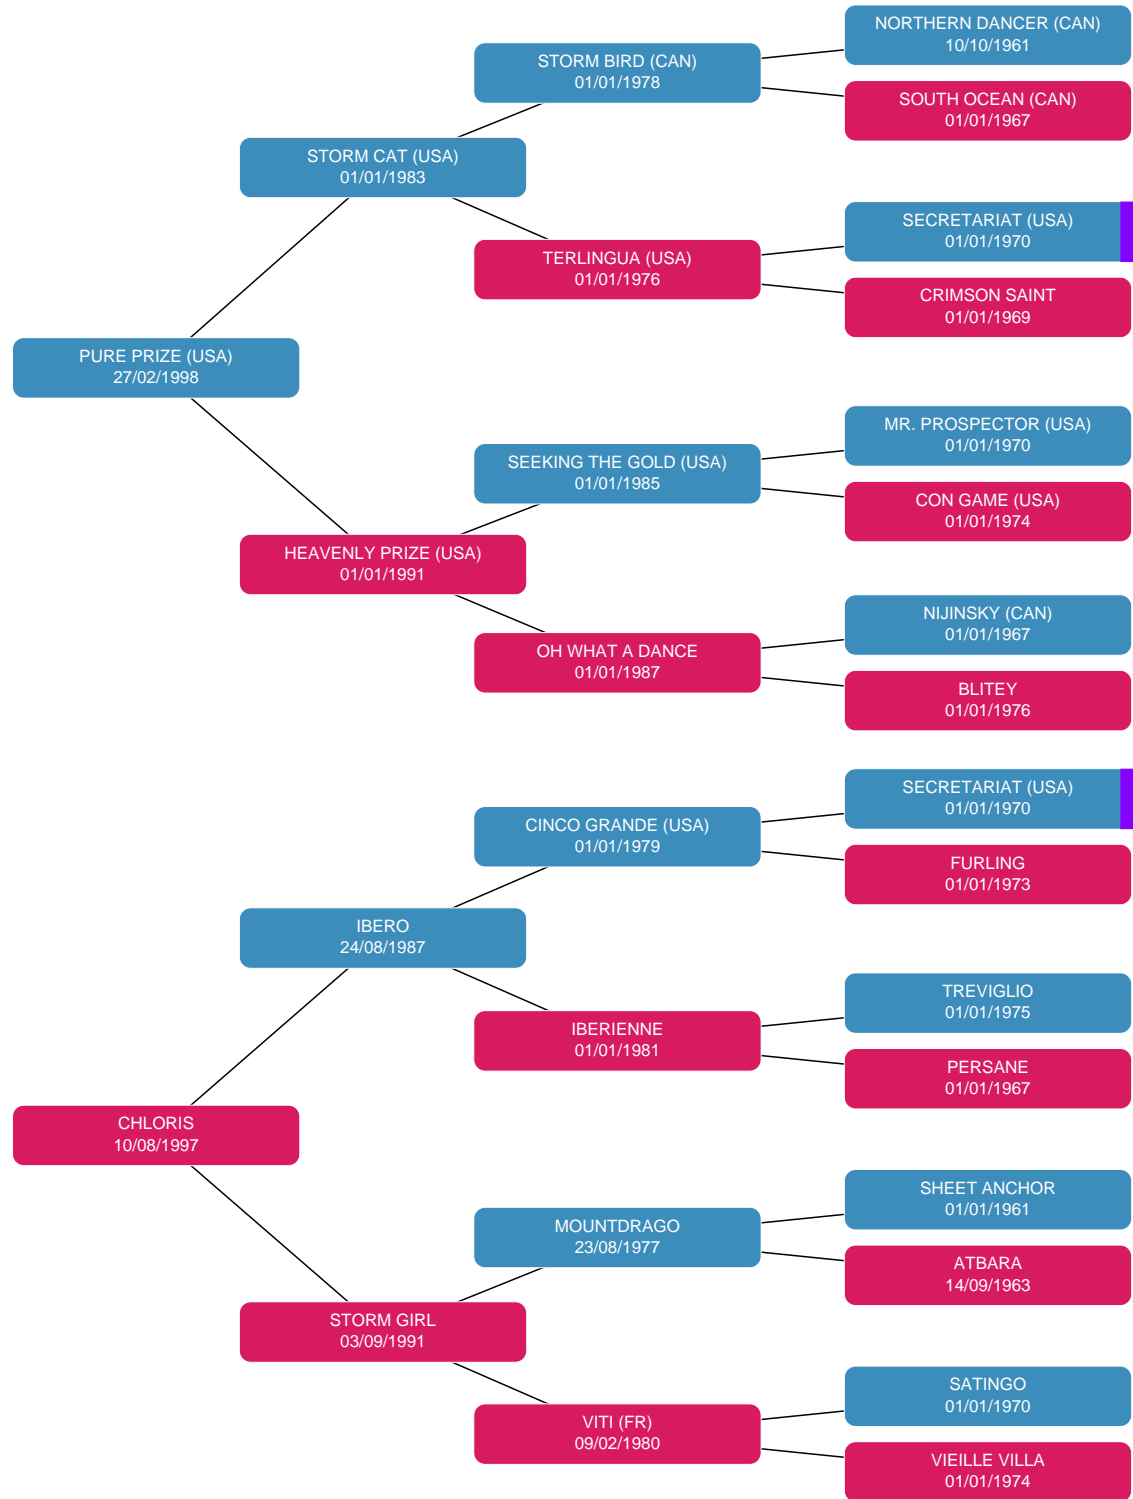 NORTHERN DANCER (CAN)
10/10/1961
STORM BIRD (CAN)
01/01/1978
SOUTH OCEAN (CAN)
01/01/1967
STORM CAT (USA)
01/01/1983
SECRETARIAT (USA)
01/01/1970
TERLINGUA (USA)
01/01/1976
CRIMSON SAINT
01/01/1969
PURE PRIZE (USA)
27/02/1998
MR. PROSPECTOR (USA)
01/01/1970
SEEKING THE GOLD (USA)
01/01/1985
CON GAME (USA)
01/01/1974
HEAVENLY PRIZE (USA)
01/01/1991
NIJINSKY (CAN)
01/01/1967
OH WHAT A DANCE
01/01/1987
BLITEY
01/01/1976
SECRETARIAT (USA)
01/01/1970
CINCO GRANDE (USA)
01/01/1979
FURLING
01/01/1973
IBERO
24/08/1987
TREVIGLIO
01/01/1975
IBERIENNE
01/01/1981
PERSANE
01/01/1967
CHLORIS
10/08/1997
SHEET ANCHOR
01/01/1961
MOUNTDRAGO
23/08/1977
ATBARA
14/09/1963
STORM GIRL
03/09/1991
SATINGO
01/01/1970
VITI (FR)
09/02/1980
VIEILLE VILLA
01/01/1974